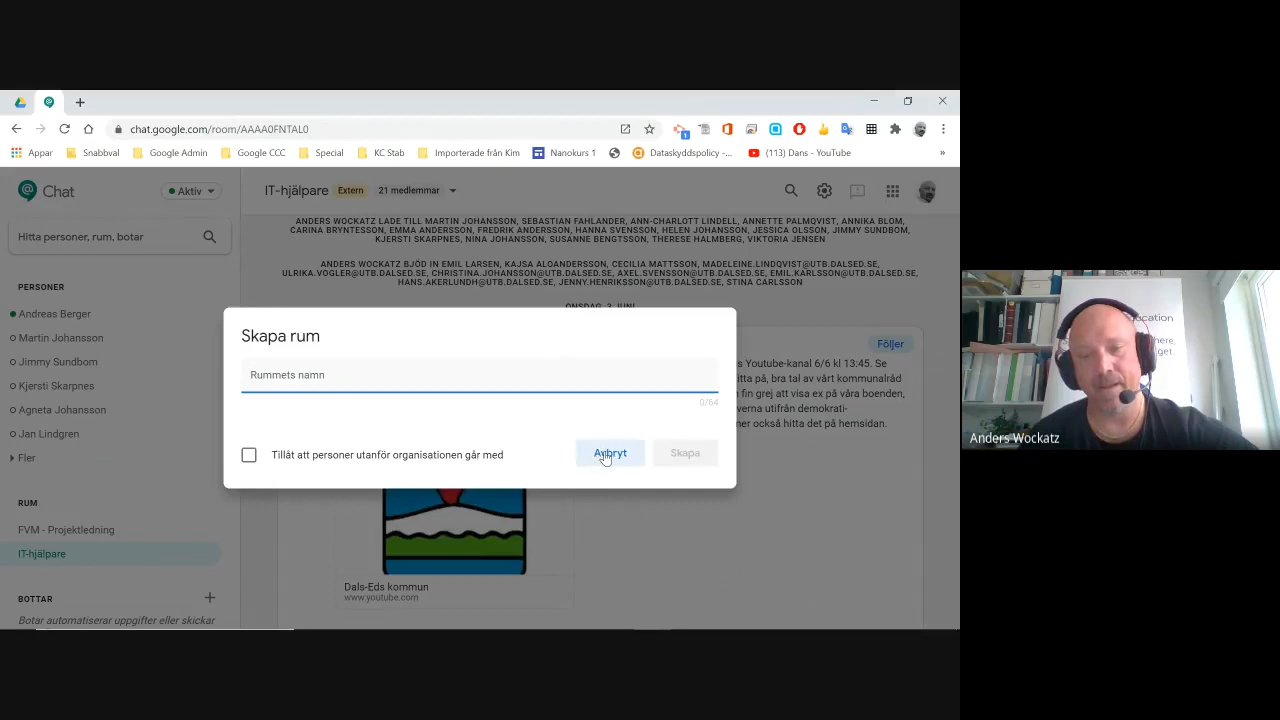 chat.google.com/room/AAAA0FNTAL0
Appar Snabbval Google Admin Google CCC Special KC Stab Importerade från Kim Nanokurs 1 Dataskyddspolicy -... (113) Dans - YouTube »
Chat
Aktiv
IT-hjälpare Extern 21 medlemmar
Hitta personer, rum, botar
PERSONER
Andreas Berger
Martin Johansson
Jimmy Sundbom
Kjersti Skarpnes
Agneta Johansson
Jan Lindgren
Fler
RUM
FVM - Projektledning
IT-hjälpare
BOTTAR
Botar automatiserar uppgifter eller skickar
ANDERS WOCKATZ LADE TILL MARTIN JOHANSSON, SEBASTIAN FAHLANDER, ANN-CHARLOTT LINDELL, ANNETTE PALMQVIST, ANNIKA BLOM,
CARINA BRYNTESSON, EMMA ANDERSSON, FREDRIK ANDERSSON, HANNA SVENSSON, HELEN JOHANSSON, JESSICA OLSSON, JIMMY SUNDBOM,
KJERSTI SKARPNES, NINA JOHANSSON, SUSANNE BENGTSSON, THERESE HALMBERG, VIKTORIA JENSEN
ANDERS WOCKATZ BJÖD IN EMIL LARSEN, KAJSA ALOANDERSSON, CECILIA MATTSSON, MADELEINE.LINDQVIST@UTB.DALSED.SE,
ULRIKA.VOGLER@UTB.DALSED.SE, CHRISTINA.JOHANSSON@UTB.DALSED.SE, AXEL.SVENSSON@UTB.DALSED.SE, EMIL.KARLSSON@UTB.DALSED.SE,
HANS.AKERLUNDH@UTB.DALSED.SE, JENNY.HENRIKSSON@UTB.DALSED.SE, STINA CARLSSON
ONSDAG 3 JUNI
Följer
s Youtube-kanal 6/6 kl 13:45. Se
itta på, bra tal av vårt kommunalråd
n fin grej att visa ex på våra boenden,
verna utifrån demokrati-
ner också hitta det på hemsidan.
Skapa rum
Rummets namn
0/64
Tillåt att personer utanför organisationen går med
Avbryt Skapa
Dals-Eds kommun
www.youtube.com
ducation
here,
get
Anders Wockatz